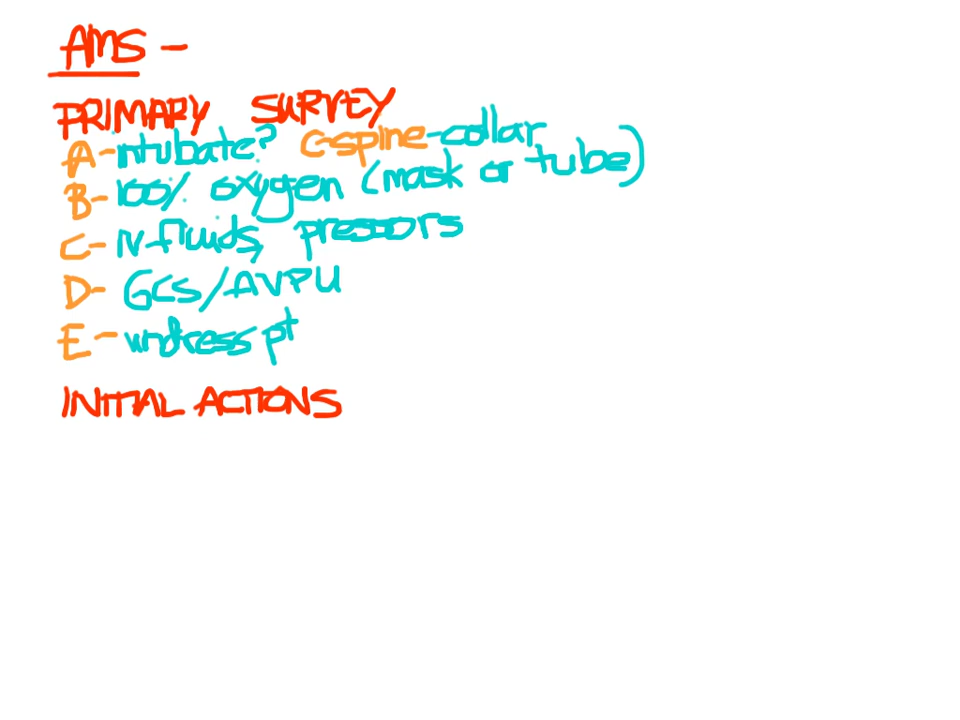 AMS -
PRIMARY SURVEY
A - intubate? C-spine-collar
B - 100% oxygen (mask or tube)
C - IV fluids, pressors
D - GCS/AVPU
E - undress pt
INITIAL ACTIONS